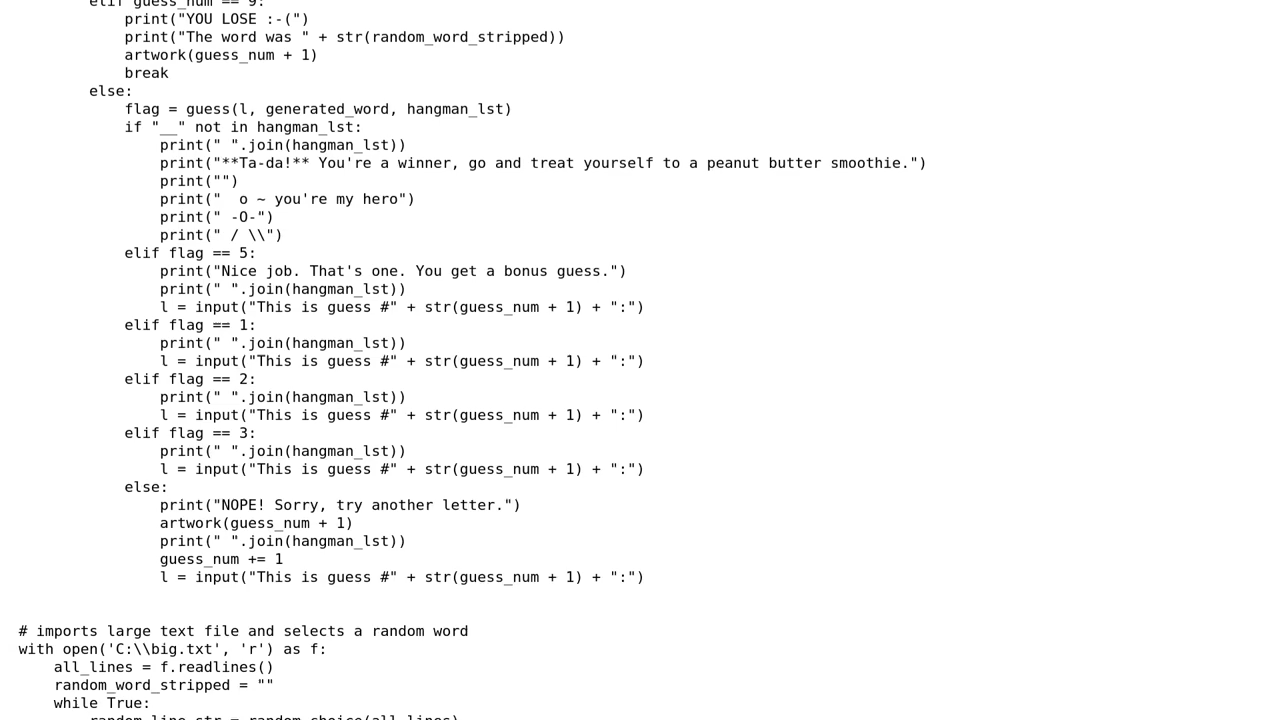 elif guess_num == 9:
            print("YOU LOSE :-(")
            print("The word was " + str(random_word_stripped))
            artwork(guess_num + 1)
            break
        else:
            flag = guess(l, generated_word, hangman_lst)
            if "__" not in hangman_lst:
                print(" ".join(hangman_lst))
                print("**Ta-da!** You're a winner, go and treat yourself to a peanut butter smoothie.")
                print("")
                print("  o ~ you're my hero")
                print(" -O-")
                print(" / \\")
            elif flag == 5:
                print("Nice job. That's one. You get a bonus guess.")
                print(" ".join(hangman_lst))
                l = input("This is guess #" + str(guess_num + 1) + ":")
            elif flag == 1:
                print(" ".join(hangman_lst))
                l = input("This is guess #" + str(guess_num + 1) + ":")
            elif flag == 2:
                print(" ".join(hangman_lst))
                l = input("This is guess #" + str(guess_num + 1) + ":")
            elif flag == 3:
                print(" ".join(hangman_lst))
                l = input("This is guess #" + str(guess_num + 1) + ":")
            else:
                print("NOPE! Sorry, try another letter.")
                artwork(guess_num + 1)
                print(" ".join(hangman_lst))
                guess_num += 1
                l = input("This is guess #" + str(guess_num + 1) + ":")


# imports large text file and selects a random word
with open('C:\\big.txt', 'r') as f:
    all_lines = f.readlines()
    random_word_stripped = ""
    while True:
        random_line_str = random.choice(all_lines)